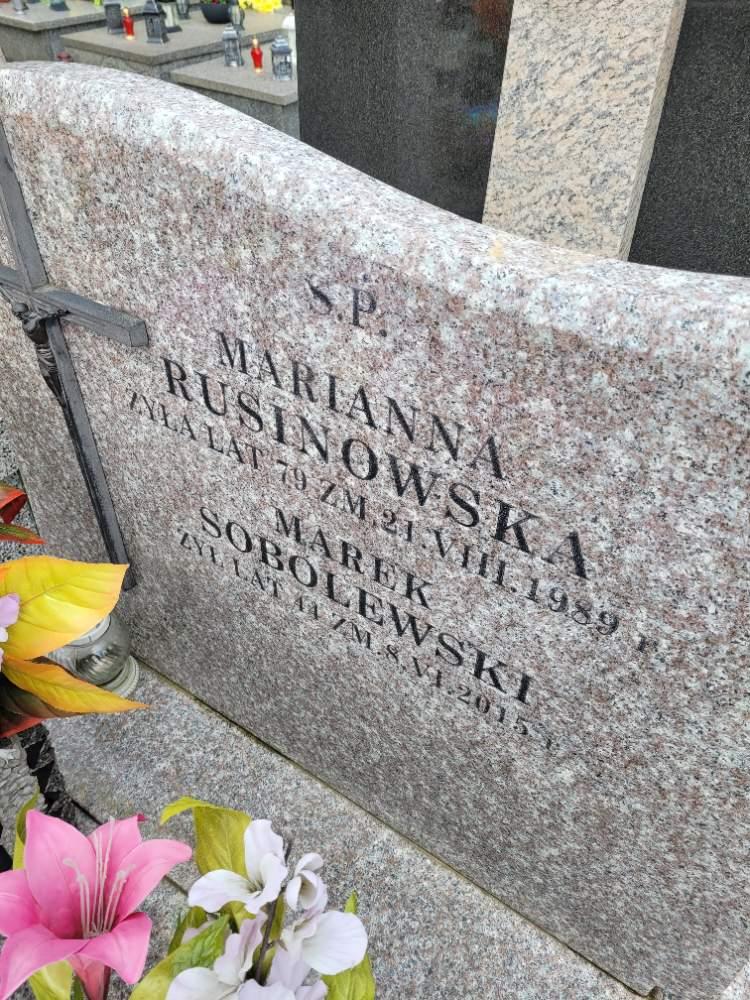 Ś.P.
MARIANNA
RUSINOWSKA
ŻYŁA LAT 79 ZM.21.VIII.1989 r.
MAREK
SOBOLEWSKI
ŻYŁ LAT 44 ZM.8.VI.2015 r.